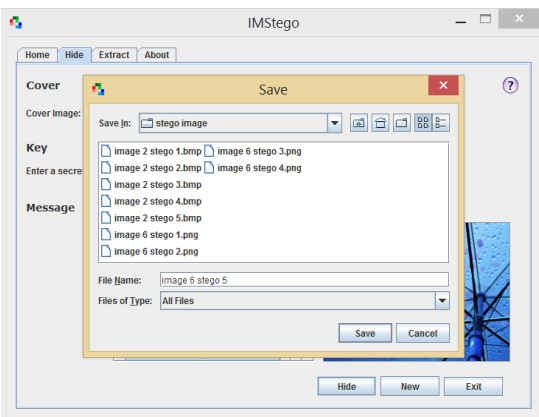 IMStego
Home Hide Extract About
Cover
?
Save
Cover Image:
Save In: stego image
Key
Enter a secre
Message
image 2 stego 1.bmp image 6 stego 3.png
image 2 stego 2.bmp image 6 stego 4.png
image 2 stego 3.bmp
image 2 stego 4.bmp
image 2 stego 5.bmp
image 6 stego 1.png
image 6 stego 2.png
File Name: image 6 stego 5
Files of Type: All Files
Save Cancel
Hide New Exit